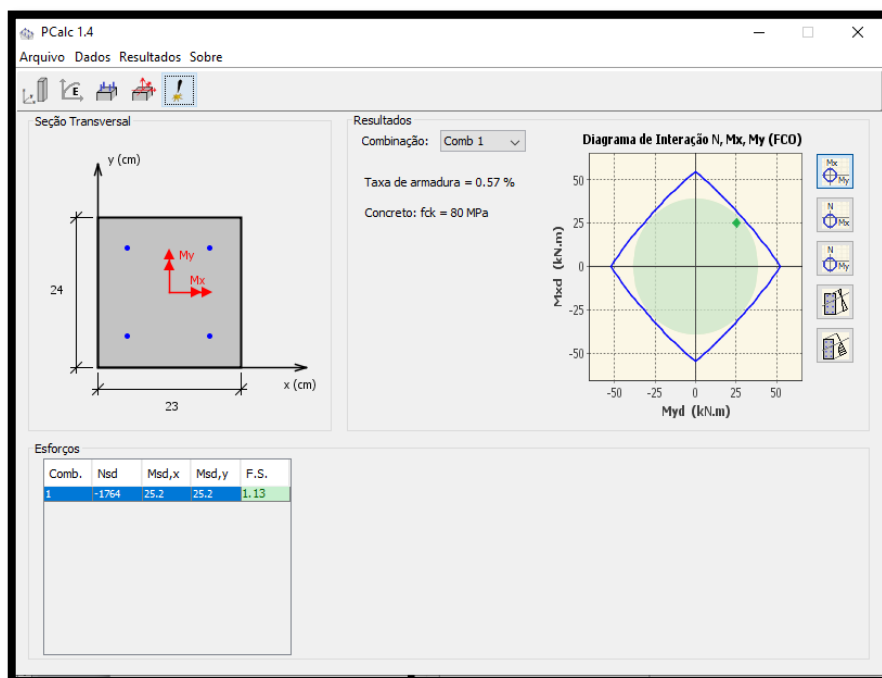 PCalc 1.4
Arquivo Dados Resultados Sobre
E
Seção Transversal
y (cm)
My
Mx
24
x (cm)
23
Resultados
Combinação: Comb 1
Taxa de armadura = 0.57 %
Concreto: fck = 80 MPa
Diagrama de Interação N, Mx, My (FCO)
Mxd (kN.m)
50
25
0
-25
-50
-50 -25 0 25 50
Myd (kN.m)
Mx
My
N
Mx
N
My
Esforços
Comb. Nsd Msd,x Msd,y F.S.
1 -1764 25.2 25.2 1.13